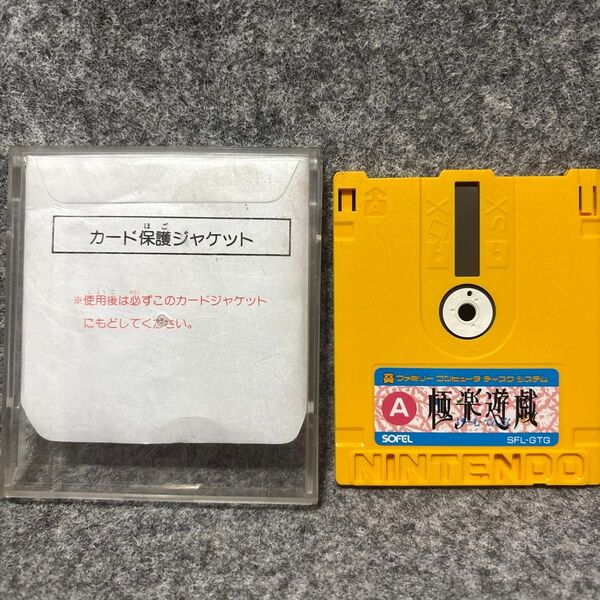 カード保護ジャケット
ほご
※使用後は必ずこのカードジャケット
にもどしてください。
A
ファミリー コンピュータ ディスク システム
A
極楽遊戯
SOFEL
SFL-GTG
NINTENDO